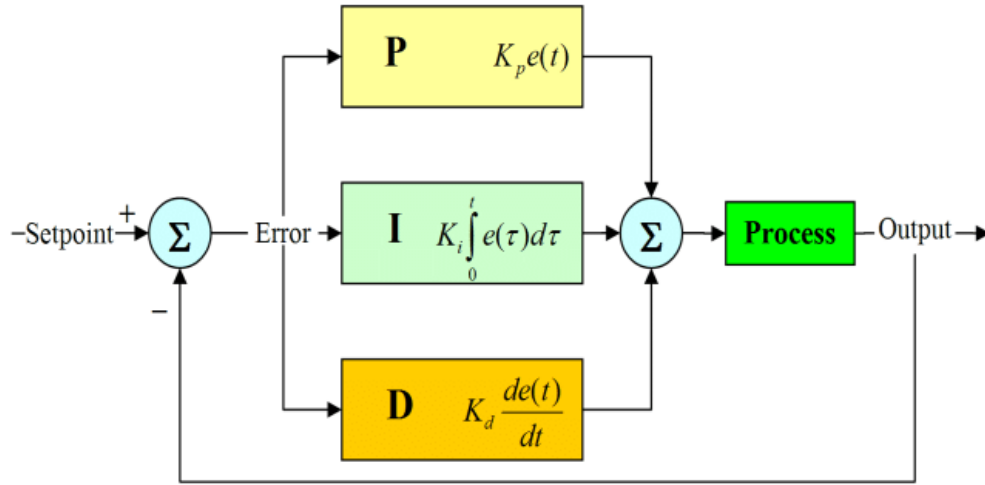 P K_p e(t)
Setpoint
+
Σ
Error
I K_i ∫_0^t e(τ)dτ
Σ
Process
Output
−
D K_d de(t)/dt